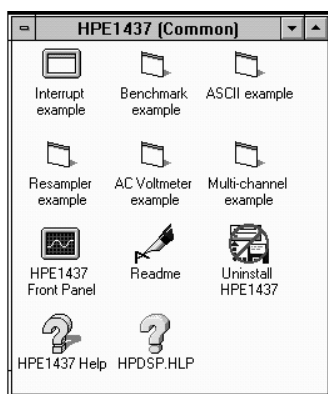 HPE1437 (Common)
Interrupt example
Benchmark example
ASCII example
Resampler example
AC Voltmeter example
Multi-channel example
HPE1437 Front Panel
Readme
Uninstall HPE1437
HPE1437 Help
HPDSP.HLP